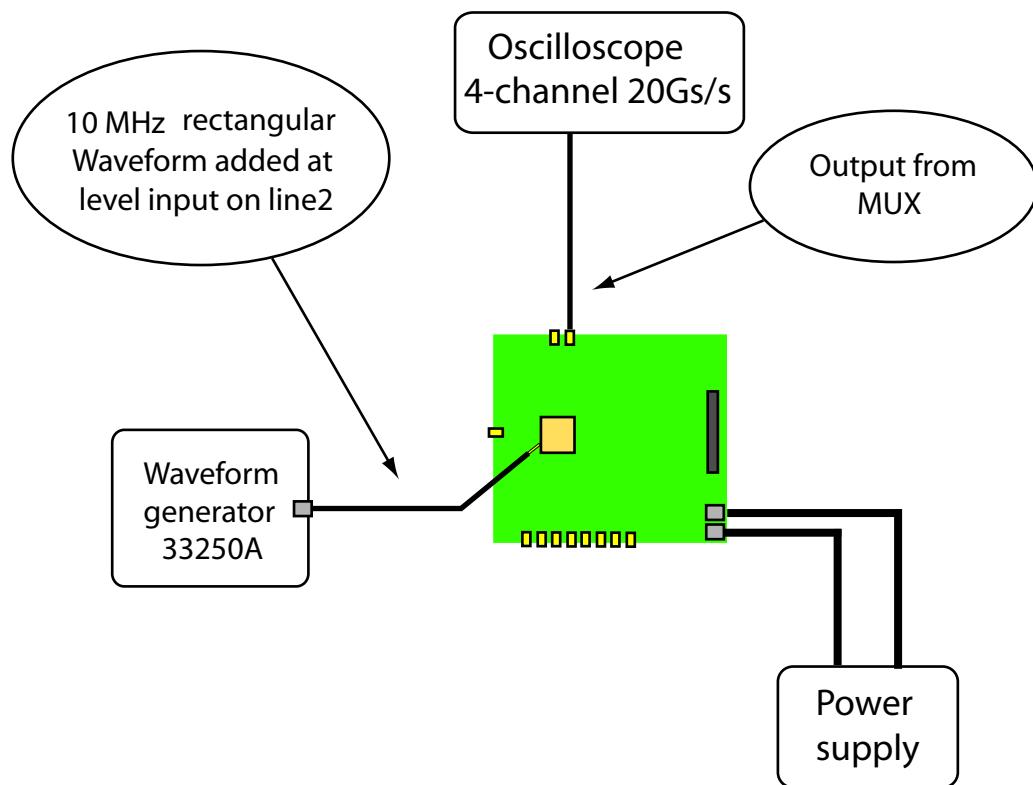 Oscilloscope
4-channel 20Gs/s
10 MHz rectangular
Waveform added at
level input on line2
Output from
MUX
Waveform
generator
33250A
Power
supply